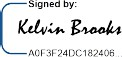 Signed by:
Kelvin Brooks
A0F3F24DC182406...